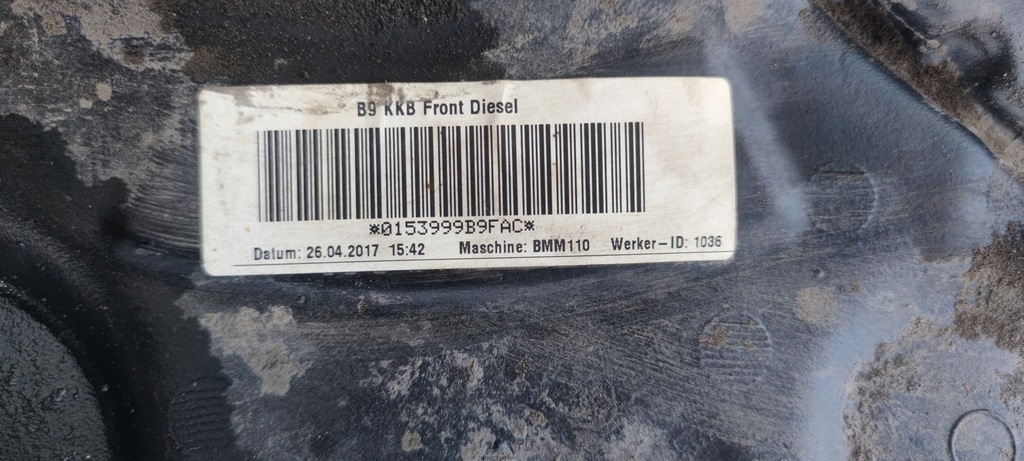 B9 KKB Front Diesel
*0153999B9FAC*
Datum: 26.04.2017 15:42 Maschine: BMM110 Werker-ID: 1036